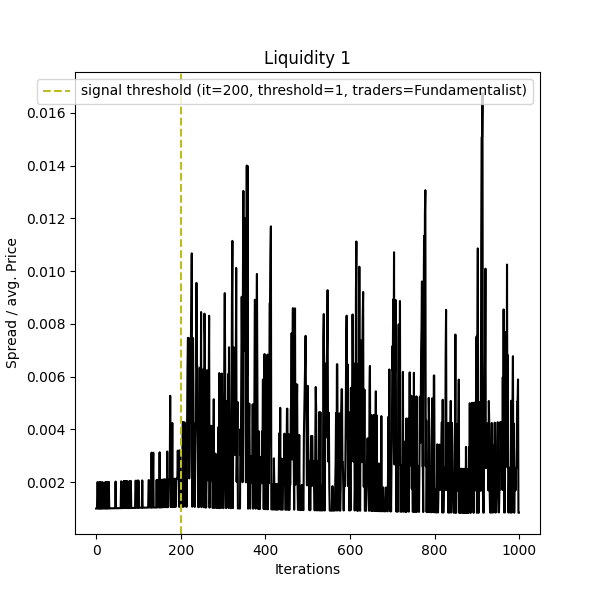 Liquidity 1
signal threshold (it=200, threshold=1, traders=Fundamentalist)
0.016
0.014
0.012
0.010
0.008
0.006
0.004
0.002
Spread / avg. Price
0 200 400 600 800 1000
Iterations